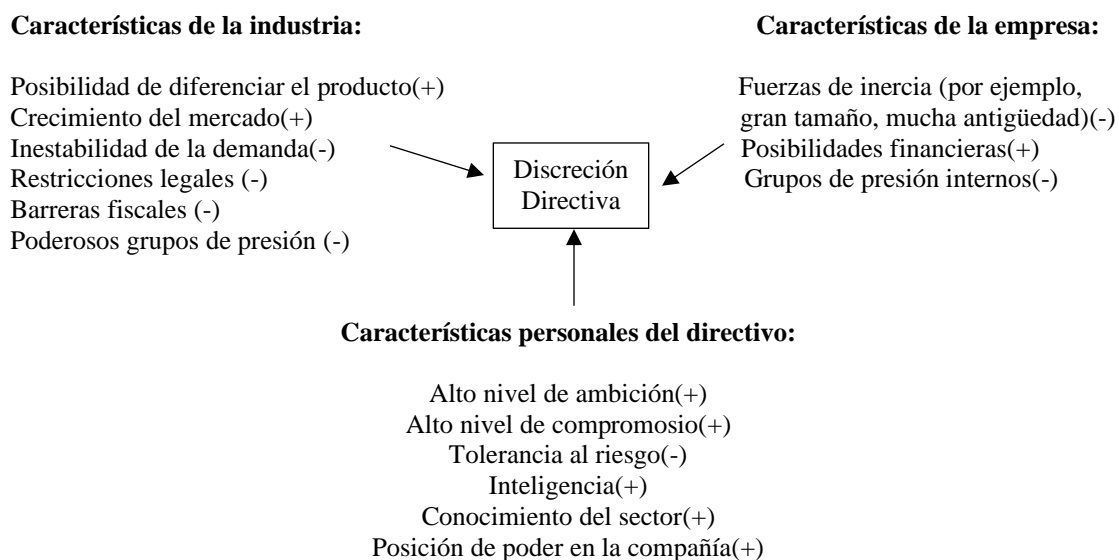 Características de la industria:
Posibilidad de diferenciar el producto(+)
Crecimiento del mercado(+)
Inestabilidad de la demanda(-)
Restricciones legales (-)
Barreras fiscales (-)
Poderosos grupos de presión (-)
Características de la empresa:
Fuerzas de inercia (por ejemplo,
gran tamaño, mucha antigüedad)(-)
Posibilidades financieras(+)
Grupos de presión internos(-)
Discreción
Directiva
Características personales del directivo:
Alto nivel de ambición(+)
Alto nivel de compromosio(+)
Tolerancia al riesgo(-)
Inteligencia(+)
Conocimiento del sector(+)
Posición de poder en la compañía(+)